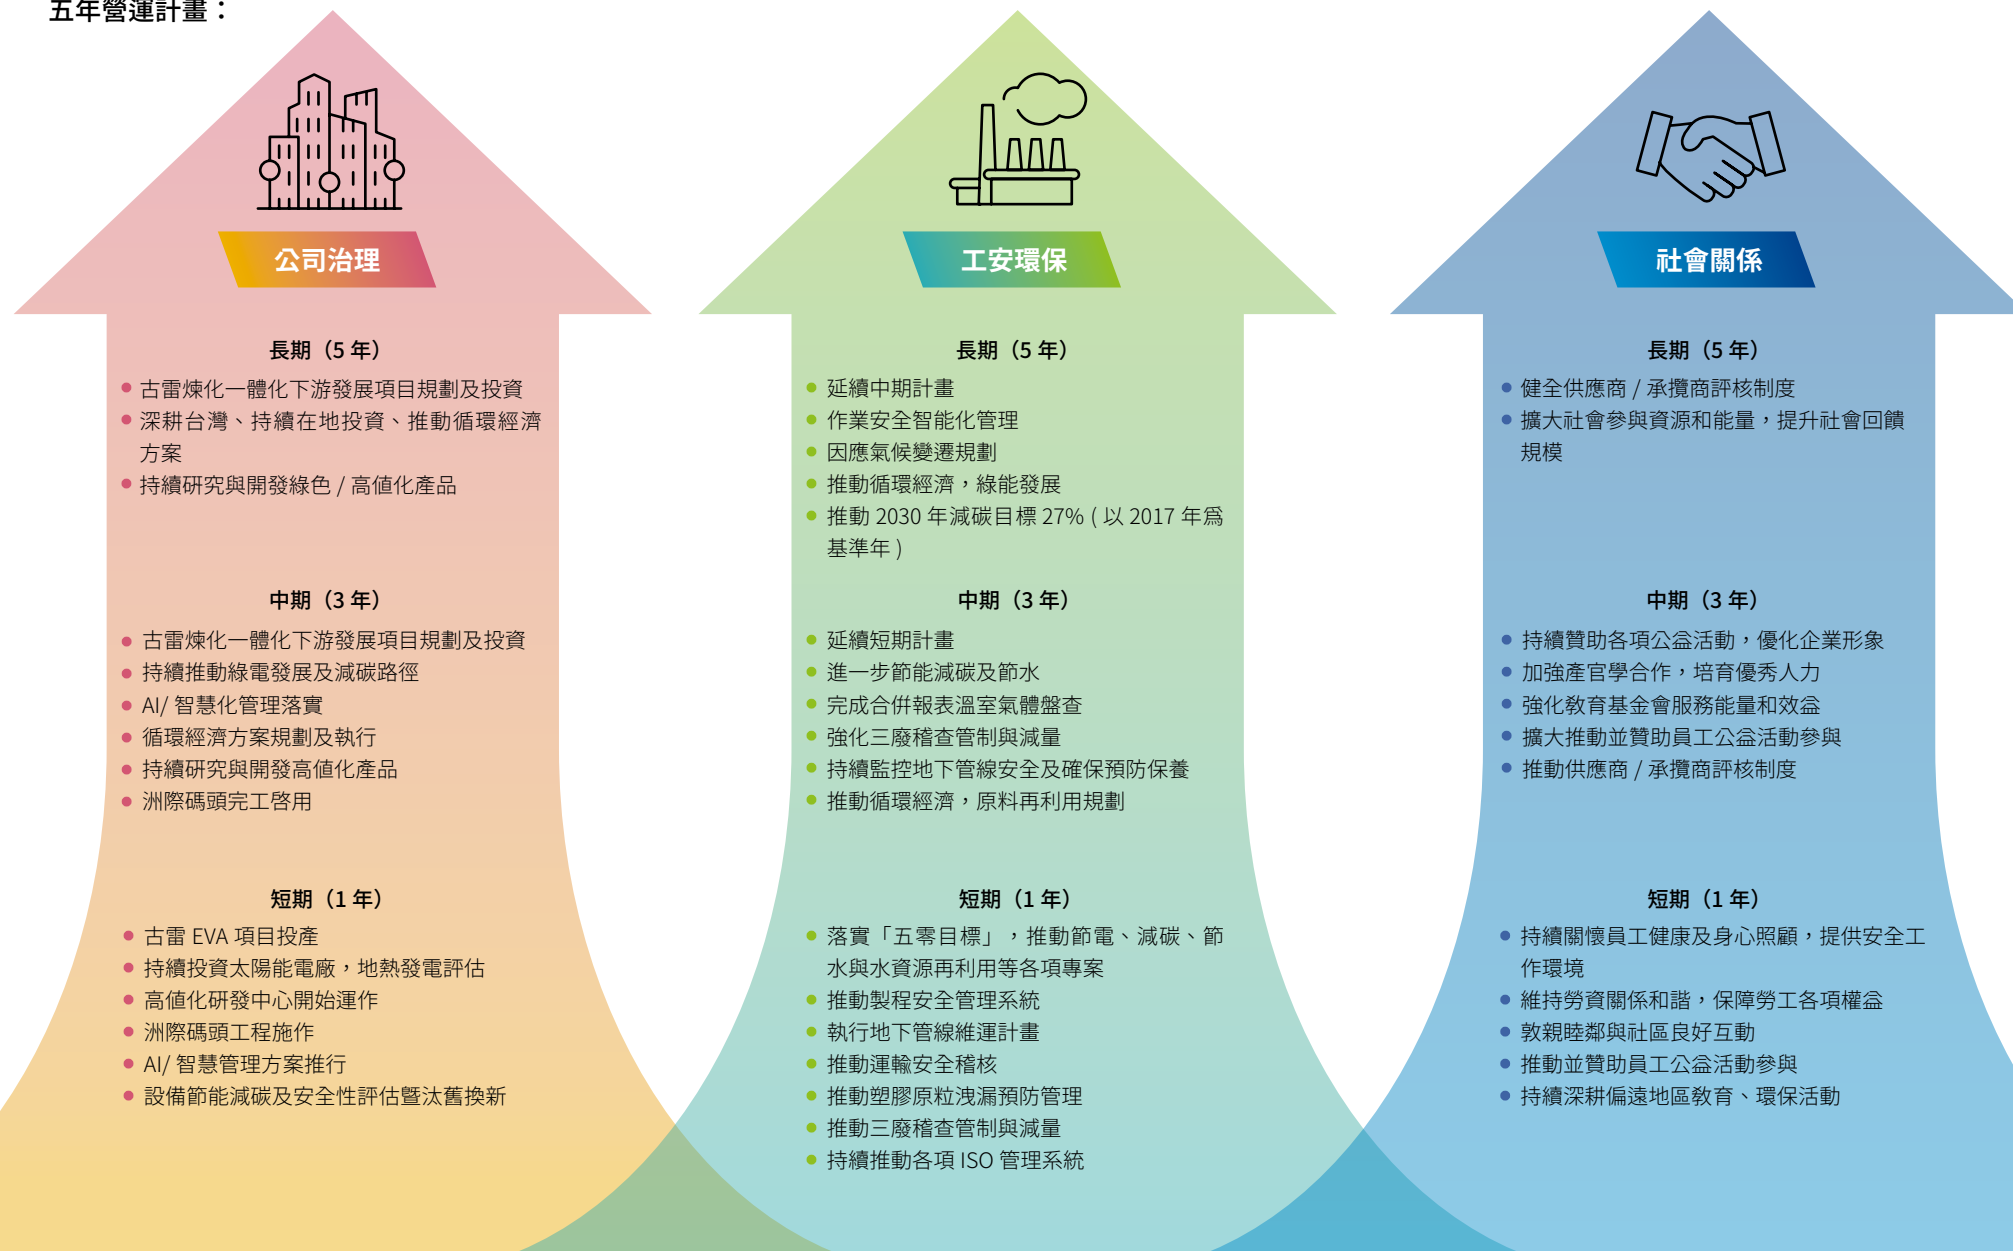 五年營運計畫：
公司治理
長期（5 年）
古雷煉化一體化下游發展項目規劃及投資
深耕台灣、持續在地投資、推動循環經濟
方案
持續研究與開發綠色 / 高值化產品
中期（3 年）
古雷煉化一體化下游發展項目規劃及投資
持續推動綠電發展及減碳路徑
AI/ 智慧化管理落實
循環經濟方案規劃及執行
持續研究與開發高值化產品
洲際碼頭完工啓用
短期（1 年）
古雷 EVA 項目投產
持續投資太陽能電廠，地熱發電評估
高值化研發中心開始運作
洲際碼頭工程施作
AI/ 智慧管理方案推行
設備節能減碳及安全性評估暨汰舊換新
工安環保
長期（5 年）
延續中期計畫
作業安全智能化管理
因應氣候變遷規劃
推動循環經濟，綠能發展
推動 2030 年減碳目標 27% ( 以 2017 年爲
基準年 )
中期（3 年）
延續短期計畫
進一步節能減碳及節水
完成合併報表溫室氣體盤查
強化三廢稽查管制與減量
持續監控地下管線安全及確保預防保養
推動循環經濟，原料再利用規劃
短期（1 年）
落實「五零目標」，推動節電、減碳、節
水與水資源再利用等各項專案
推動製程安全管理系統
執行地下管線維運計畫
推動運輸安全稽核
推動塑膠原粒洩漏預防管理
推動三廢稽查管制與減量
持續推動各項 ISO 管理系統
社會關係
長期（5 年）
健全供應商 / 承攬商評核制度
擴大社會參與資源和能量，提升社會回饋
規模
中期（3 年）
持續贊助各項公益活動，優化企業形象
加強產官學合作，培育優秀人力
強化教育基金會服務能量和效益
擴大推動並贊助員工公益活動參與
推動供應商 / 承攬商評核制度
短期（1 年）
持續關懷員工健康及身心照顧，提供安全工
作環境
維持勞資關係和諧，保障勞工各項權益
敦親睦鄰與社區良好互動
推動並贊助員工公益活動參與
持續深耕偏遠地區教育、環保活動